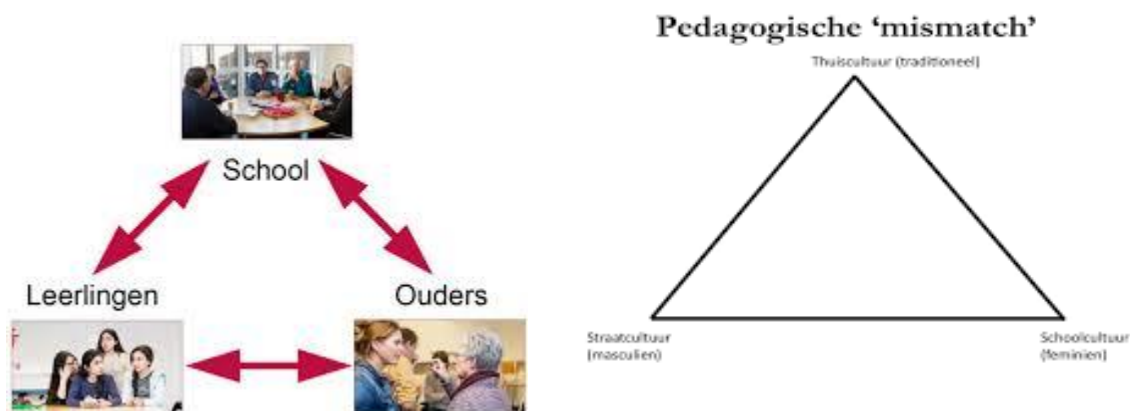 School
Leerlingen
Ouders
Pedagogische ‘mismatch’
Thuiscultuur (traditioneel)
Straatcultuur
(masculien)
Schoolcultuur
(feminien)